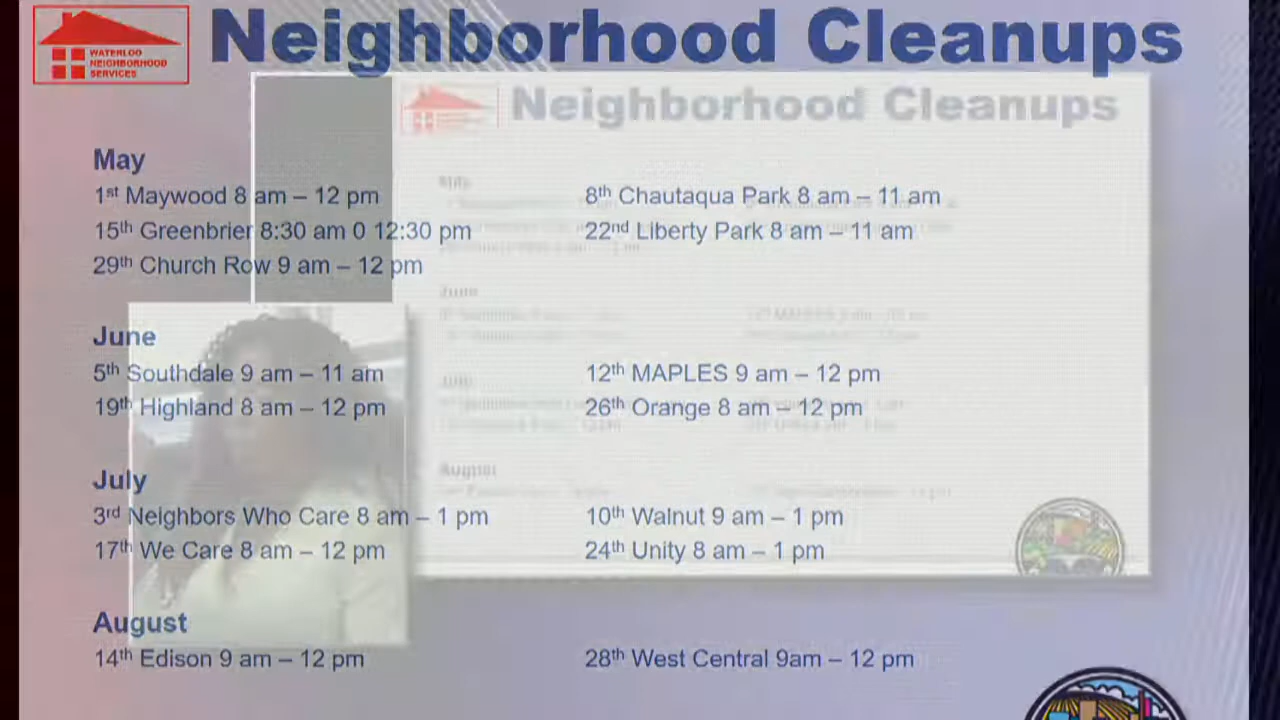 Neighborhood Cleanups
WATERLOO
NEIGHBORHOOD
SERVICES
Neighborhood Cleanups
May
1st Maywood 8 am – 12 pm
8th Chautaqua Park 8 am – 11 am
15th Greenbrier 8:30 am 0 12:30 pm
22nd Liberty Park 8 am – 11 am
29th Church Row 9 am – 12 pm
June
June
5th Southdale 9 am – 11 am
12th MAPLES 9 am – 12 pm
19th Highland 8 am – 12 pm
26th Orange 8 am – 12 pm
July
August
3rd Neighbors Who Care 8 am – 1 pm
10th Walnut 9 am – 1 pm
17th We Care 8 am – 12 pm
24th Unity 8 am – 1 pm
August
14th Edison 9 am – 12 pm
28th West Central 9am – 12 pm